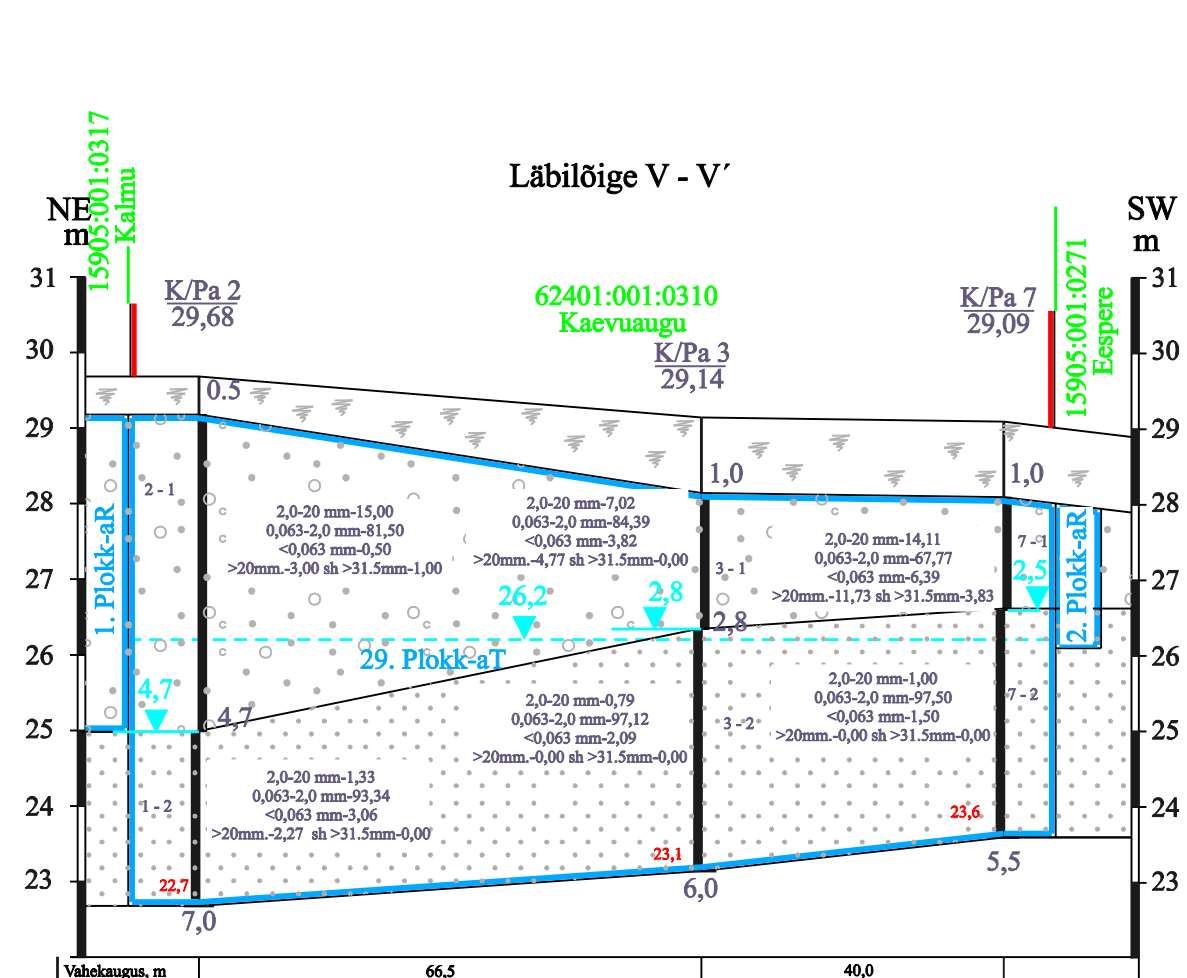 Läbilõige V - V´
15905:001:0317
Kalmu
NE
m
SW
m
15905:001:0271
Eespere
K/Pa 2
29,68
62401:001:0310
Kaevuaugu
K/Pa 3
29,14
K/Pa 7
29,09
31
30
29
28
27
26
25
24
23
31
30
29
28
27
26
25
24
23
0.5
1,0
1,0
2 - 1
2,0-20 mm-15,00
0,063-2,0 mm-81,50
<0,063 mm-0,50
>20mm.-3,00 sh >31.5mm-1,00
2,0-20 mm-7,02
0,063-2,0 mm-84,39
<0,063 mm-3,82
>20mm.-4,77 sh >31.5mm-0,00
3 - 1
2,0-20 mm-14,11
0,063-2,0 mm-67,77
<0,063 mm-6,39
>20mm.-11,73 sh >31.5mm-3,83
7 - 1
2,5
1. Plokk-aR
2. Plokk-aR
26,2
2,8
2,8
29. Plokk-aT
4,7
4,7
2,0-20 mm-0,79
0,063-2,0 mm-97,12
<0,063 mm-2,09
>20mm.-0,00 sh >31.5mm-0,00
3 - 2
2,0-20 mm-1,00
0,063-2,0 mm-97,50
<0,063 mm-1,50
>20mm.-0,00 sh >31.5mm-0,00
7 - 2
1 - 2
2,0-20 mm-1,33
0,063-2,0 mm-93,34
<0,063 mm-3,06
>20mm.-2,27 sh >31.5mm-0,00
22,7
23,1
23,6
7,0
6,0
5,5
Vahekaugus, m
66.5
40,0